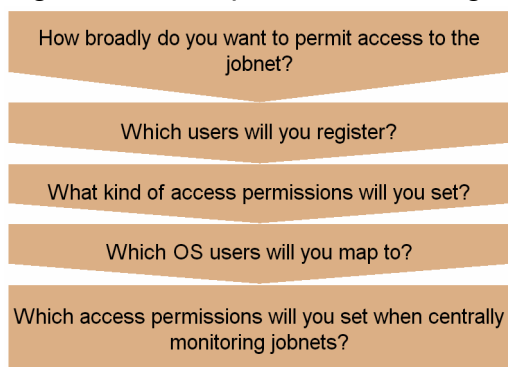 How broadly do you want to permit access to the
jobnet?
Which users will you register?
What kind of access permissions will you set?
Which OS users will you map to?
Which access permissions will you set when centrally
monitoring jobnets?